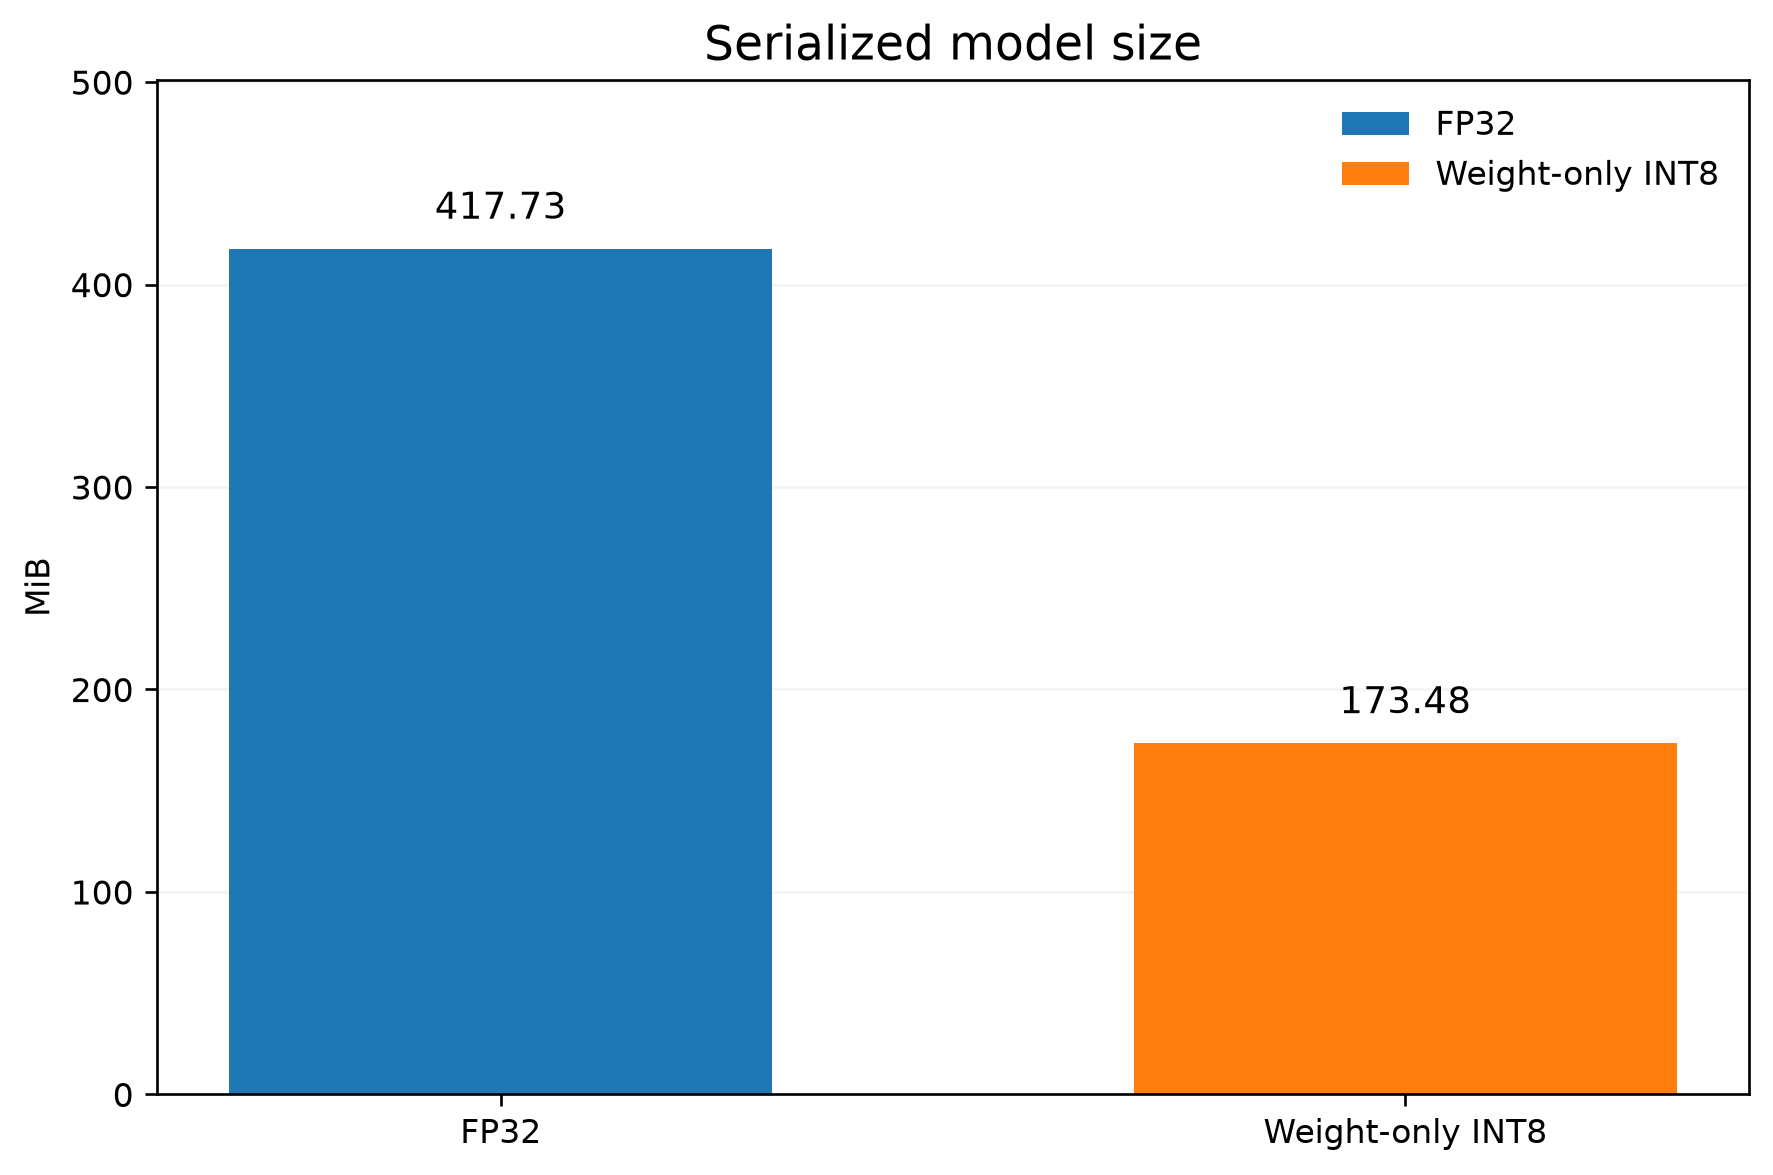 Serialized model size
500
400
300
200
100
0
MiB
417.73
173.48
FP32
Weight-only INT8
FP32
Weight-only INT8